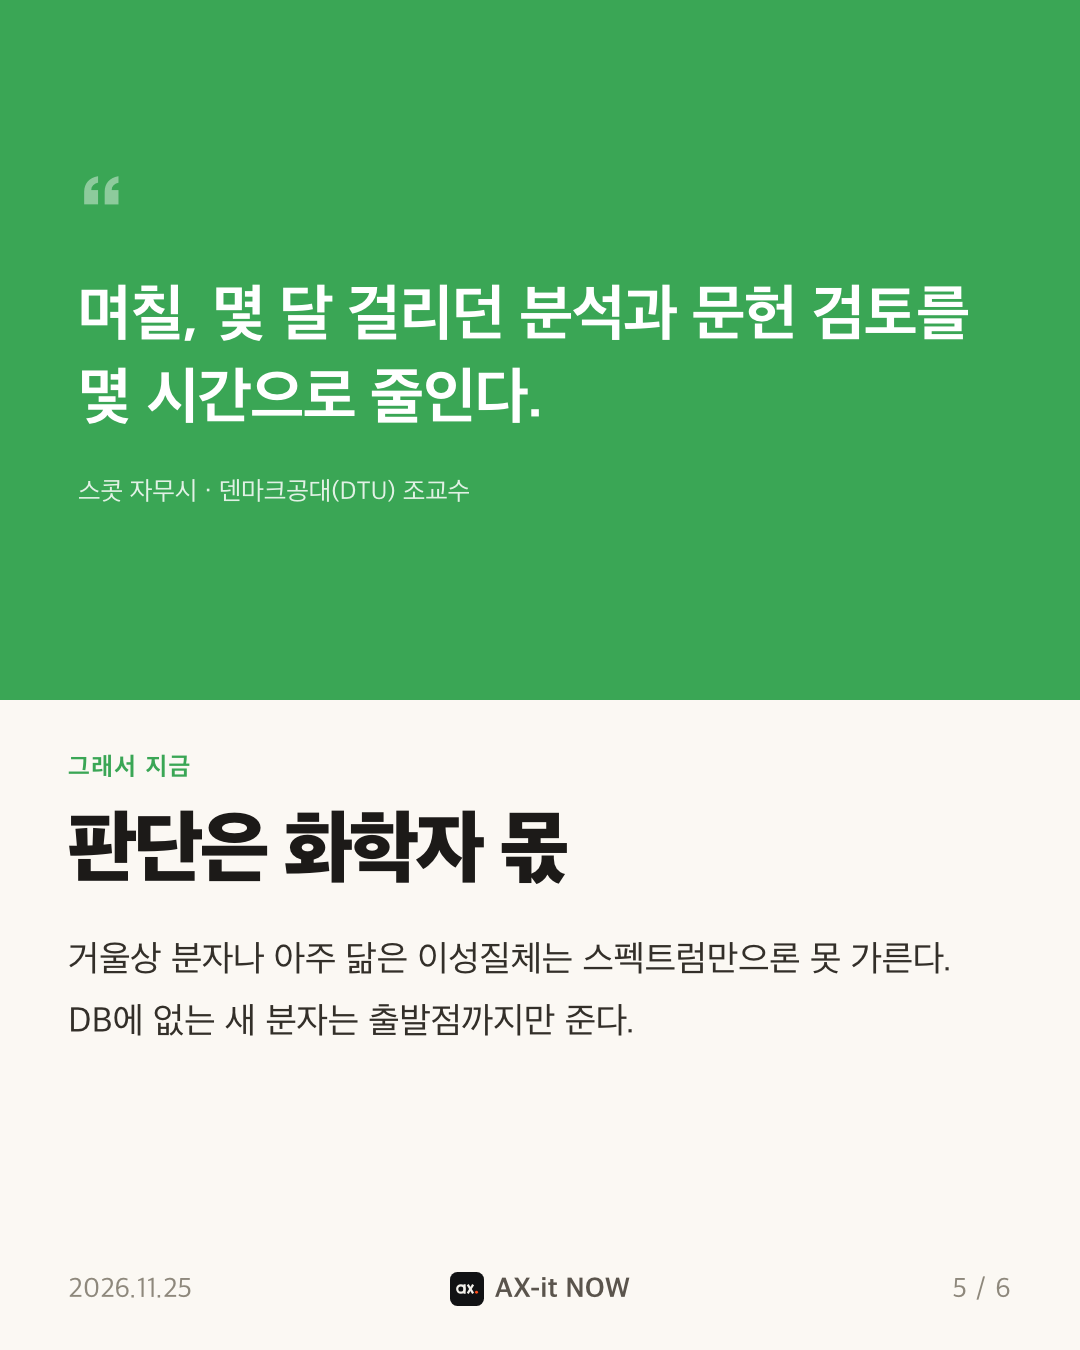 “
며칠, 몇 달 걸리던 분석과 문헌 검토를
몇 시간으로 줄인다.
스콧 자무시 · 덴마크공대(DTU) 조교수
그래서 지금
판단은 화학자 몫
거울상 분자나 아주 닮은 이성질체는 스펙트럼만으론 못 가른다.
DB에 없는 새 분자는 출발점까지만 준다.
2026.11.25
ax.
AX-it NOW
5 / 6